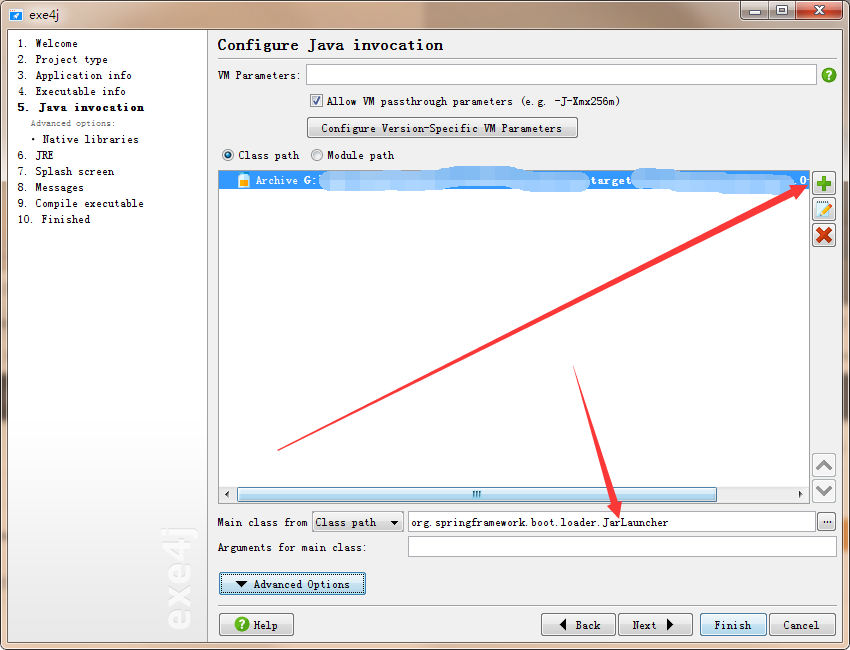 exe4j
1. Welcome
2. Project type
3. Application info
4. Executable info
5. Java invocation
Advanced options:
• Native libraries
6. JRE
7. Splash screen
8. Messages
9. Compile executable
10. Finished
exe4j
Configure Java invocation
VM Parameters:
Allow VM passthrough parameters (e.g. -J-Xmx256m)
Configure Version-Specific VM Parameters
Class path Module path
Archive G: target 0-
Main class from Class path org.springframework.boot.loader.JarLauncher ...
Arguments for main class:
Advanced Options
? Help
Back Next Finish Cancel